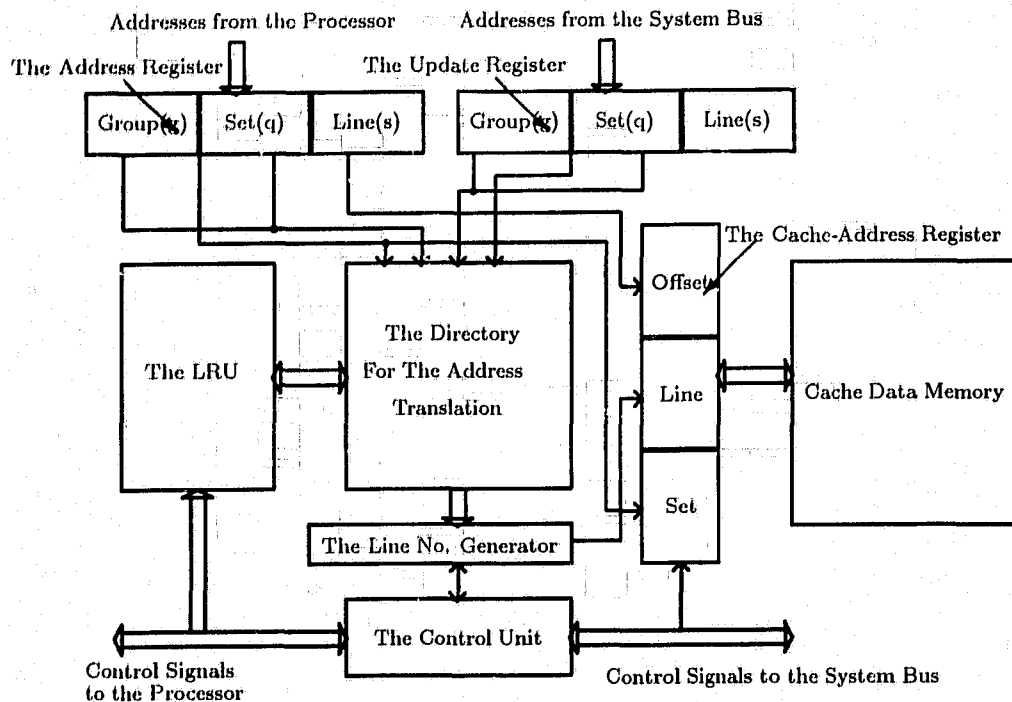 Addresses from the Processor
Addresses from the System Bus
The Address Register
The Update Register
Group(g)
Set(q)
Line(s)
Group(g)
Set(q)
Line(s)
The Cache-Address Register
Offset
Line
Set
The LRU
The Directory
For The Address
Translation
Cache Data Memory
The Line No. Generator
The Control Unit
Control Signals
to the Processor
Control Signals to the System Bus